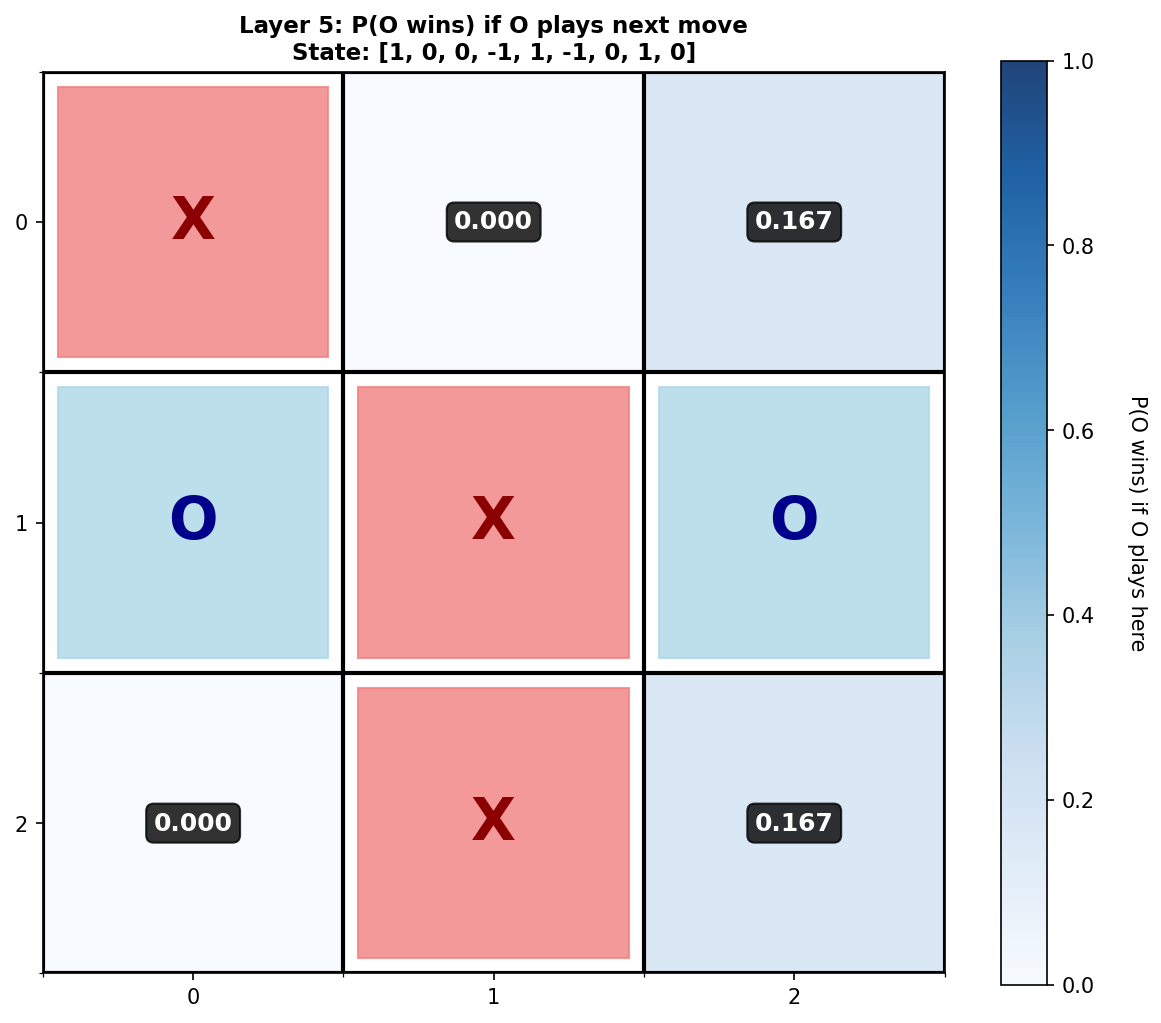 Layer 5: P(O wins) if O plays next move
State: [1, 0, 0, -1, 1, -1, 0, 1, 0]
0
X
0.000
0.167
1
O
X
O
2
0.000
X
0.167
0
1
2
1.0
0.8
0.6
0.4
0.2
0.0
P(O wins) if O plays here